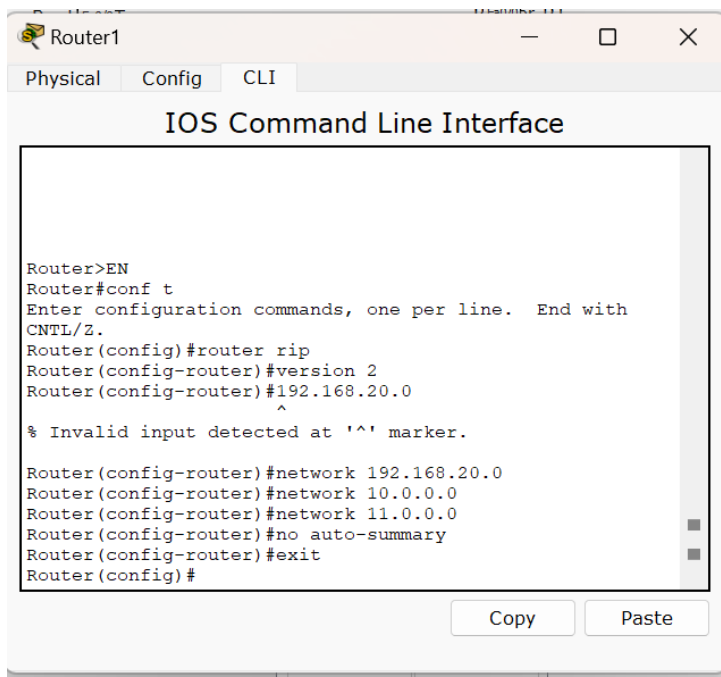 Router1
Physical Config CLI
IOS Command Line Interface
Router>EN
Router#conf t
Enter configuration commands, one per line.  End with
CNTL/Z.
Router(config)#router rip
Router(config-router)#version 2
Router(config-router)#192.168.20.0
^
% Invalid input detected at '^' marker.
Router(config-router)#network 192.168.20.0
Router(config-router)#network 10.0.0.0
Router(config-router)#network 11.0.0.0
Router(config-router)#no auto-summary
Router(config-router)#exit
Router(config)#
Copy Paste